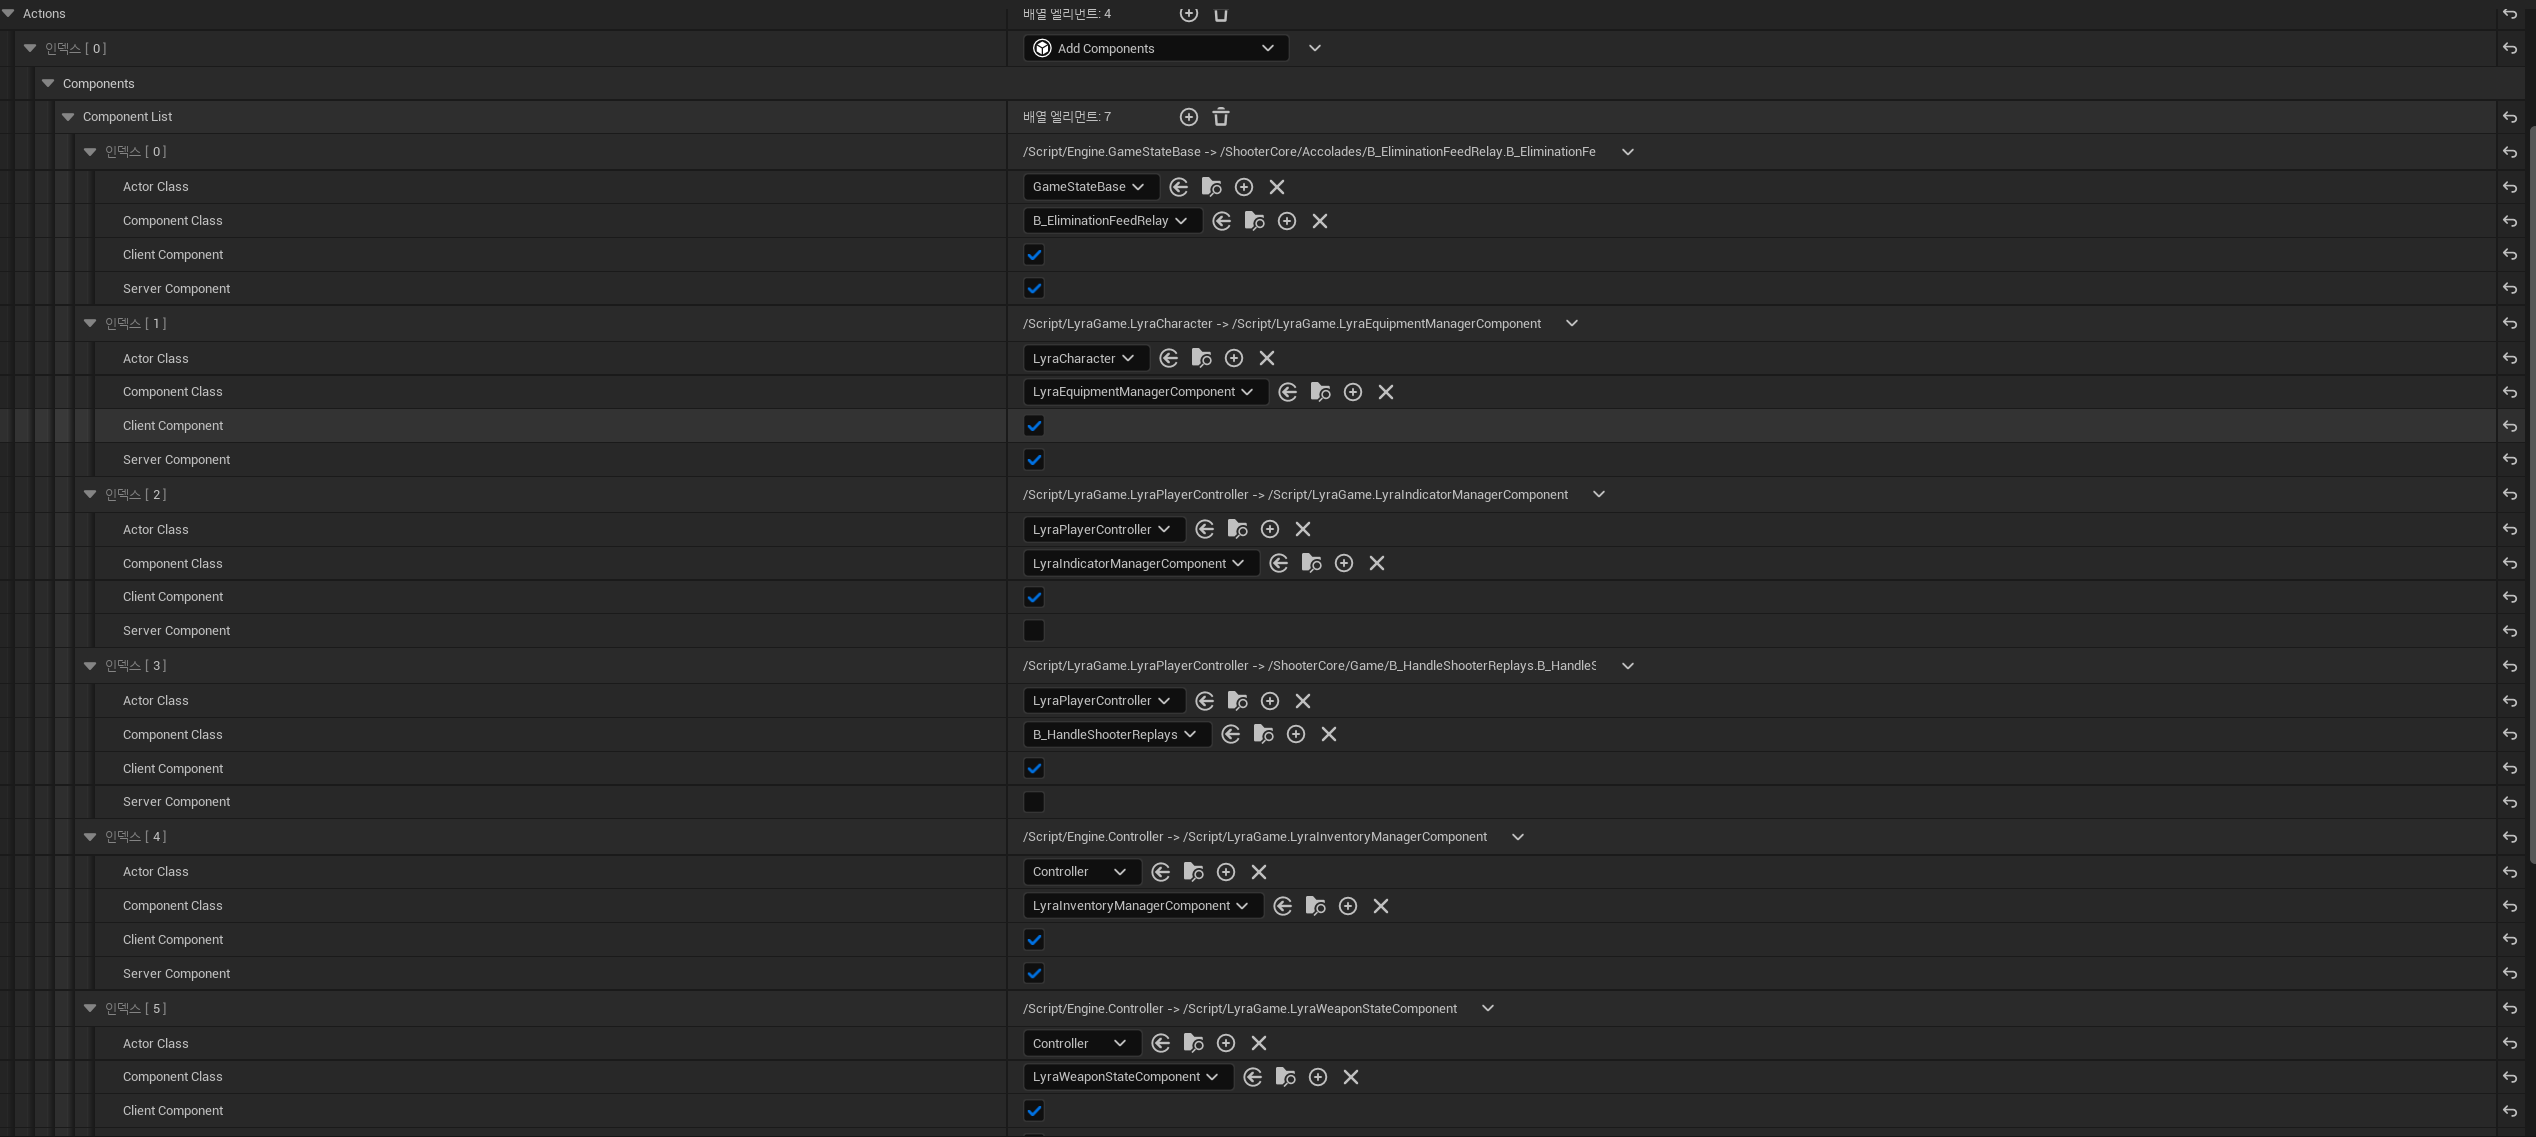 Actions 배열 엘리먼트: 4
인덱스 [ 0 ] Add Components
Components
Component List 배열 엘리먼트: 7
인덱스 [ 0 ] /Script/Engine.GameStateBase -> /ShooterCore/Accolades/B_EliminationFeedRelay.B_EliminationFe
Actor Class GameStateBase
Component Class B_EliminationFeedRelay
Client Component
Server Component
인덱스 [ 1 ] /Script/LyraGame.LyraCharacter -> /Script/LyraGame.LyraEquipmentManagerComponent
Actor Class LyraCharacter
Component Class LyraEquipmentManagerComponent
Client Component
Server Component
인덱스 [ 2 ] /Script/LyraGame.LyraPlayerController -> /Script/LyraGame.LyraIndicatorManagerComponent
Actor Class LyraPlayerController
Component Class LyraIndicatorManagerComponent
Client Component
Server Component
인덱스 [ 3 ] /Script/LyraGame.LyraPlayerController -> /ShooterCore/Game/B_HandleShooterReplays.B_HandleS
Actor Class LyraPlayerController
Component Class B_HandleShooterReplays
Client Component
Server Component
인덱스 [ 4 ] /Script/Engine.Controller -> /Script/LyraGame.LyraInventoryManagerComponent
Actor Class Controller
Component Class LyraInventoryManagerComponent
Client Component
Server Component
인덱스 [ 5 ] /Script/Engine.Controller -> /Script/LyraGame.LyraWeaponStateComponent
Actor Class Controller
Component Class LyraWeaponStateComponent
Client Component